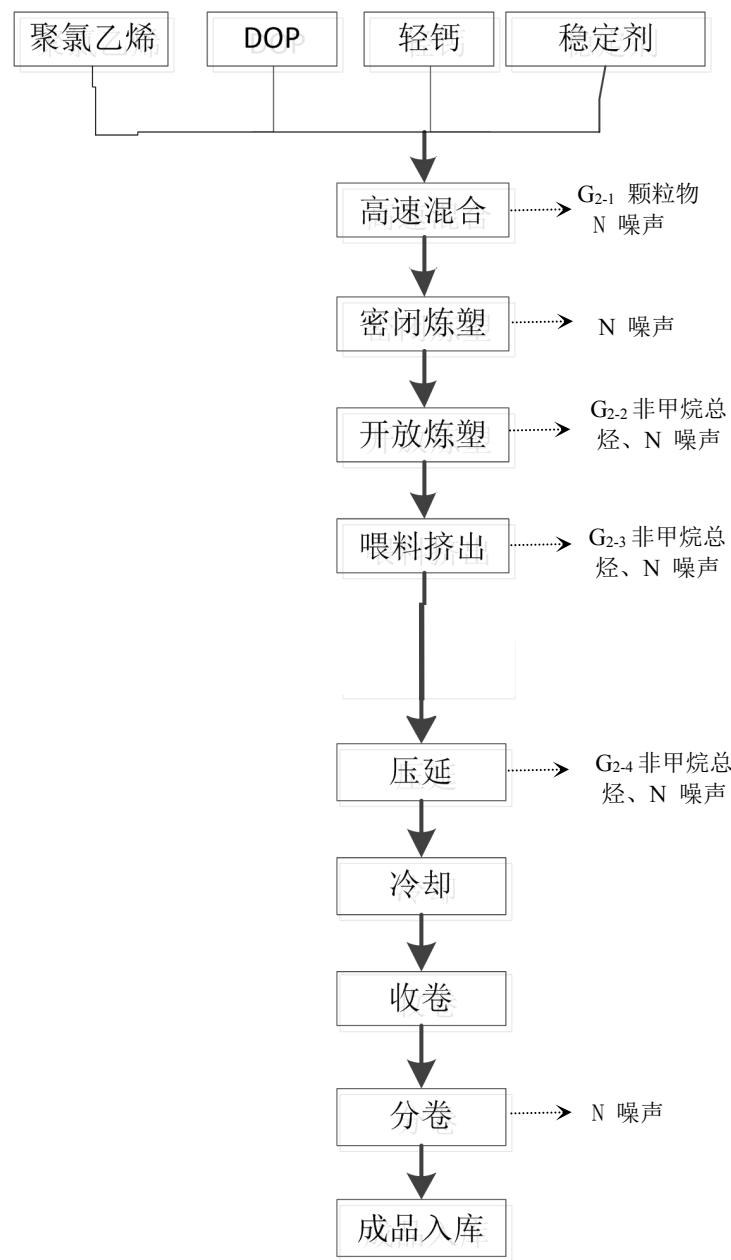 聚氯乙烯
DOP
轻钙
稳定剂
高速混合
G2-1 颗粒物
N 噪声
密闭炼塑
N 噪声
开放炼塑
G2-2 非甲烷总
烃、N 噪声
喂料挤出
G2-3 非甲烷总
烃、N 噪声
压延
G2-4 非甲烷总
烃、N 噪声
冷却
收卷
分卷
N 噪声
成品入库